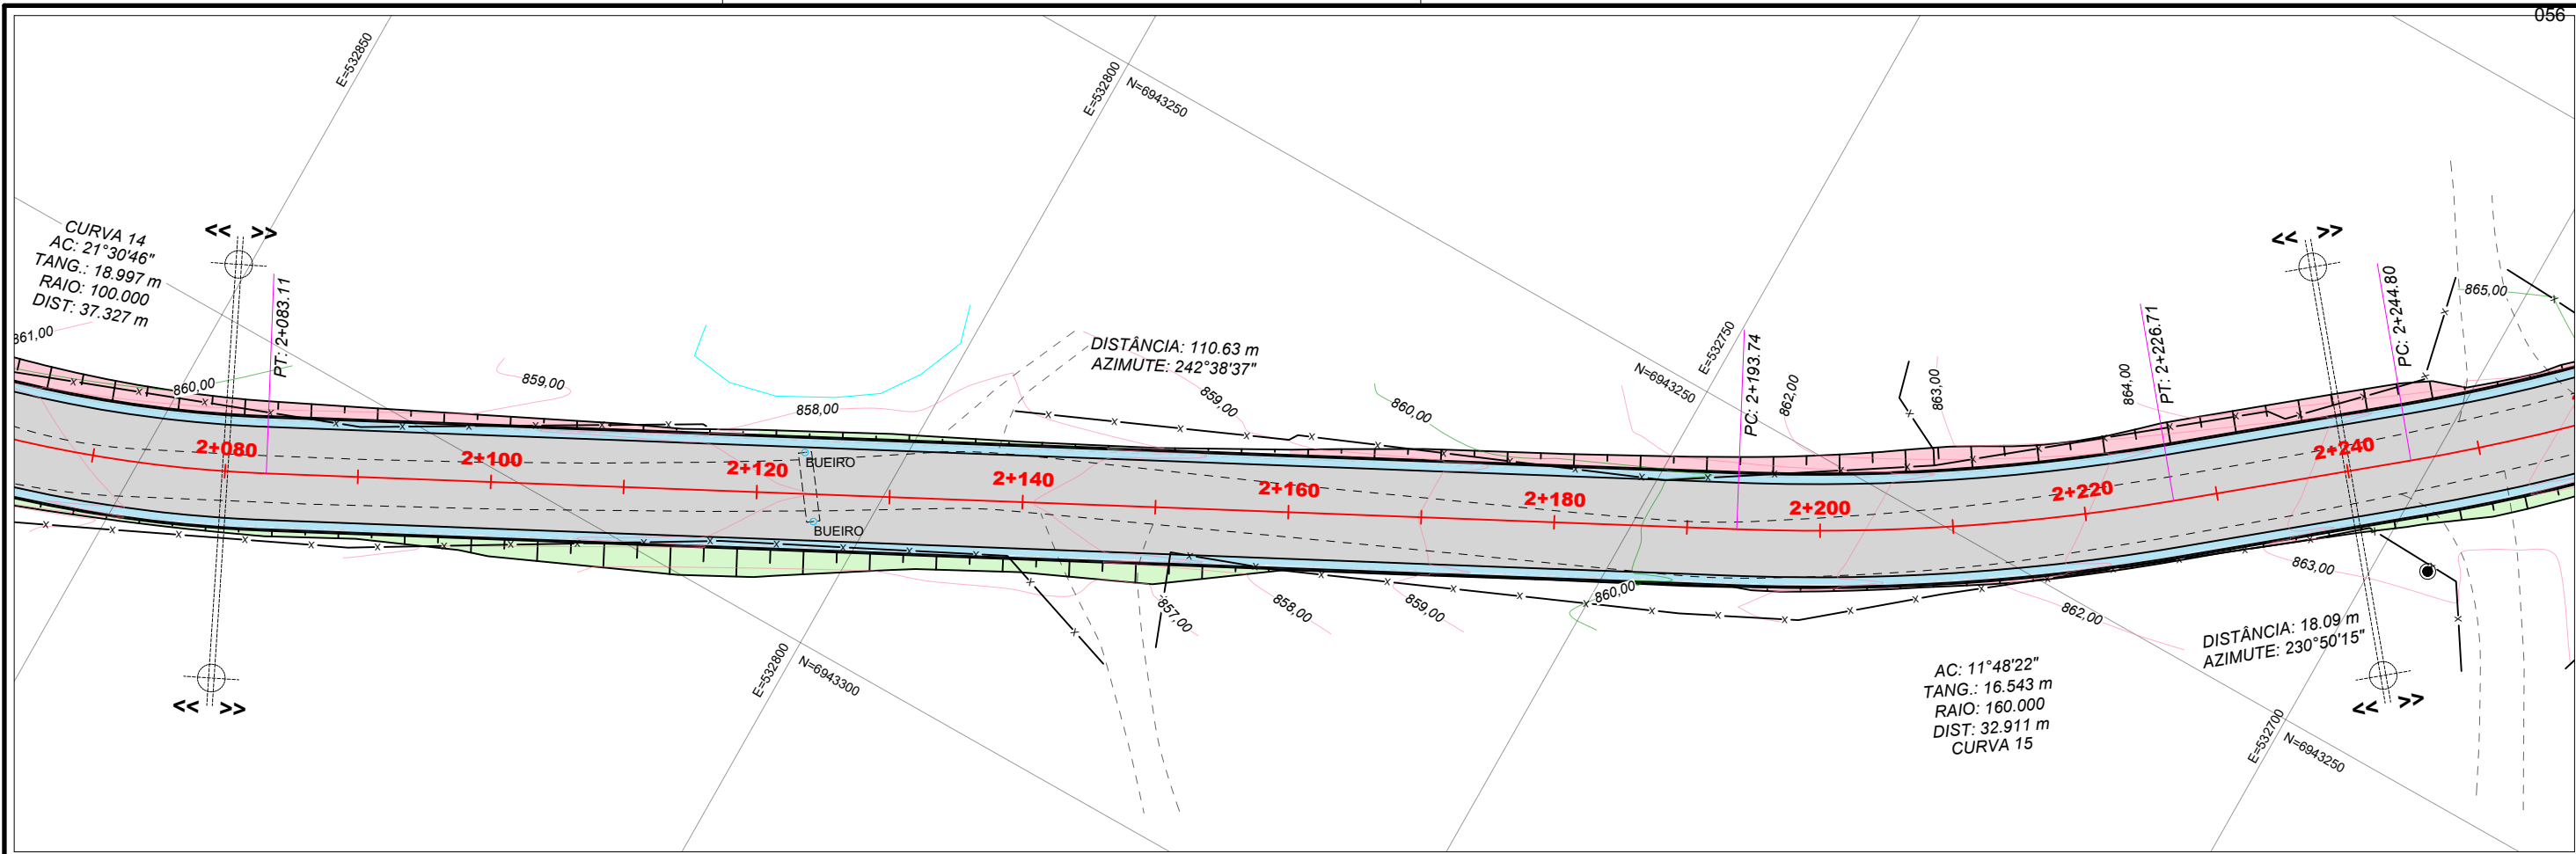 056
E=532850
E=532800
N=6943250
CURVA 14
AC: 21°30'46"
TANG.: 18.997 m
RAIO: 100.000
DIST: 37.327 m
<< >>
<< >>
PT: 2+083.11
861,00
860,00
859,00
858,00
DISTÂNCIA: 110.63 m
AZIMUTE: 242°38'37"
859,00
860,00
E=532750
N=6943250
PC: 2+193.74
862,00
863,00
864,00
PT: 2+226.71
PC: 2+244.80
865,00
2+080
2+100
2+120
2+140
2+160
2+180
2+200
2+220
2+240
BUEIRO
BUEIRO
857,00
858,00
859,00
860,00
862,00
863,00
E=532800
N=6943300
DISTÂNCIA: 18.09 m
AZIMUTE: 230°50'15"
AC: 11°48'22"
TANG.: 16.543 m
RAIO: 160.000
DIST: 32.911 m
CURVA 15
E=532700
N=6943250
<< >>
<< >>